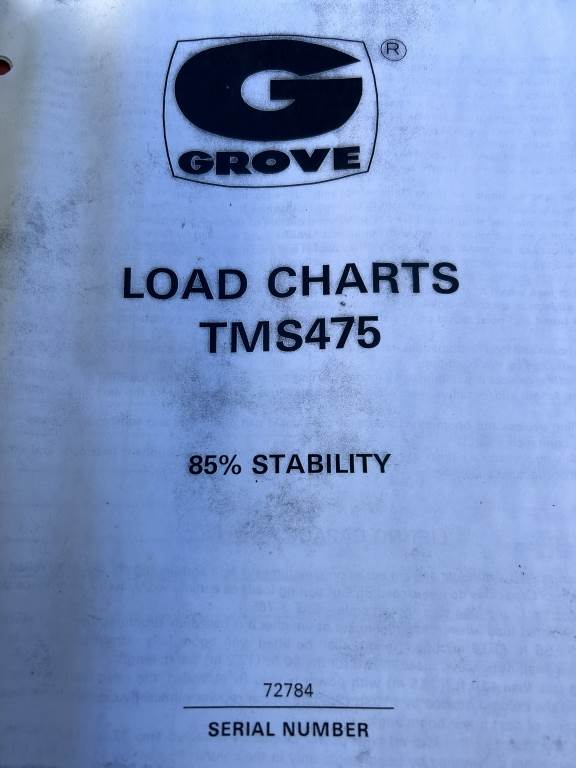 G ®
GROVE
LOAD CHARTS
TMS475
85% STABILITY
72784
SERIAL NUMBER